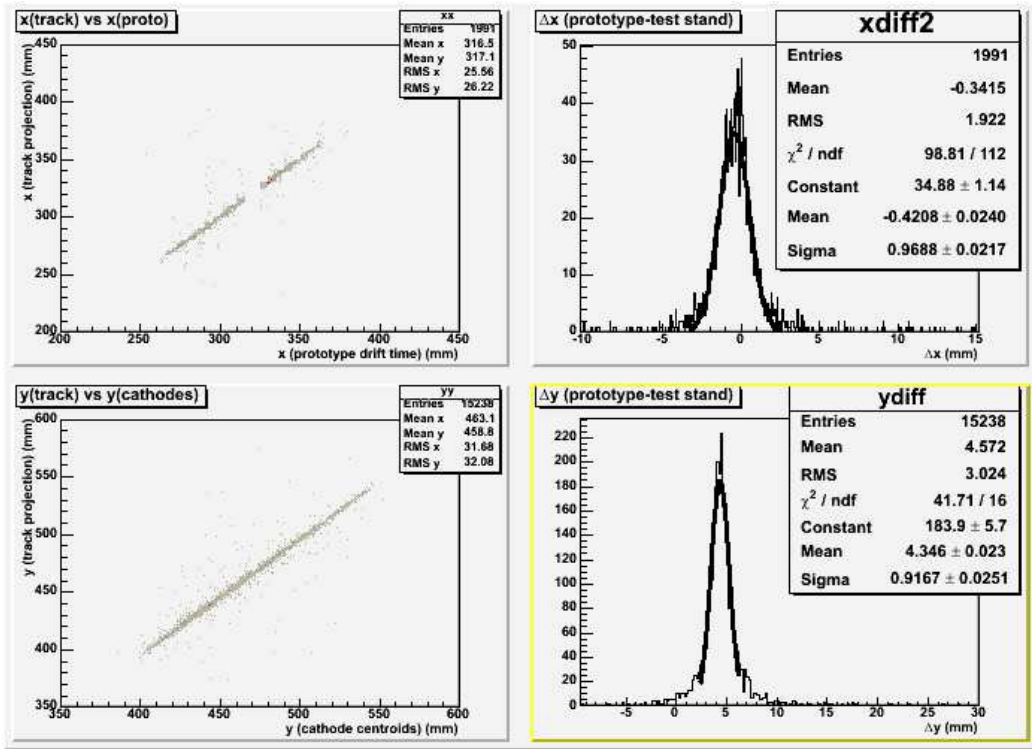 x(track) vs x(proto)
xx
Entries 1991
Mean x 316.5
Mean y 317.1
RMS x 25.56
RMS y 26.22
x (track projection) (mm)
450
400
350
300
250
200
200 250 300 350 400 450
x (prototype drift time) (mm)
Δx (prototype-test stand)
xdiff2
Entries 1991
Mean -0.3415
RMS 1.922
χ² / ndf 98.81 / 112
Constant 34.88 ± 1.14
Mean -0.4208 ± 0.0240
Sigma 0.9688 ± 0.0217
50
40
30
20
10
0
-10 -5 0 5 10 15
Δx (mm)
y(track) vs y(cathodes)
yy
Entries 15238
Mean x 463.1
Mean y 458.8
RMS x 31.68
RMS y 32.08
y (track projection) (mm)
600
550
500
450
400
350
350 400 450 500 550 600
y (cathode centroids) (mm)
Δy (prototype-test stand)
ydiff
Entries 15238
Mean 4.572
RMS 3.024
χ² / ndf 41.71 / 16
Constant 183.9 ± 5.7
Mean 4.346 ± 0.023
Sigma 0.9167 ± 0.0251
220
200
180
160
140
120
100
80
60
40
20
0
-5 0 5 10 15 20 25 30
Δy (mm)